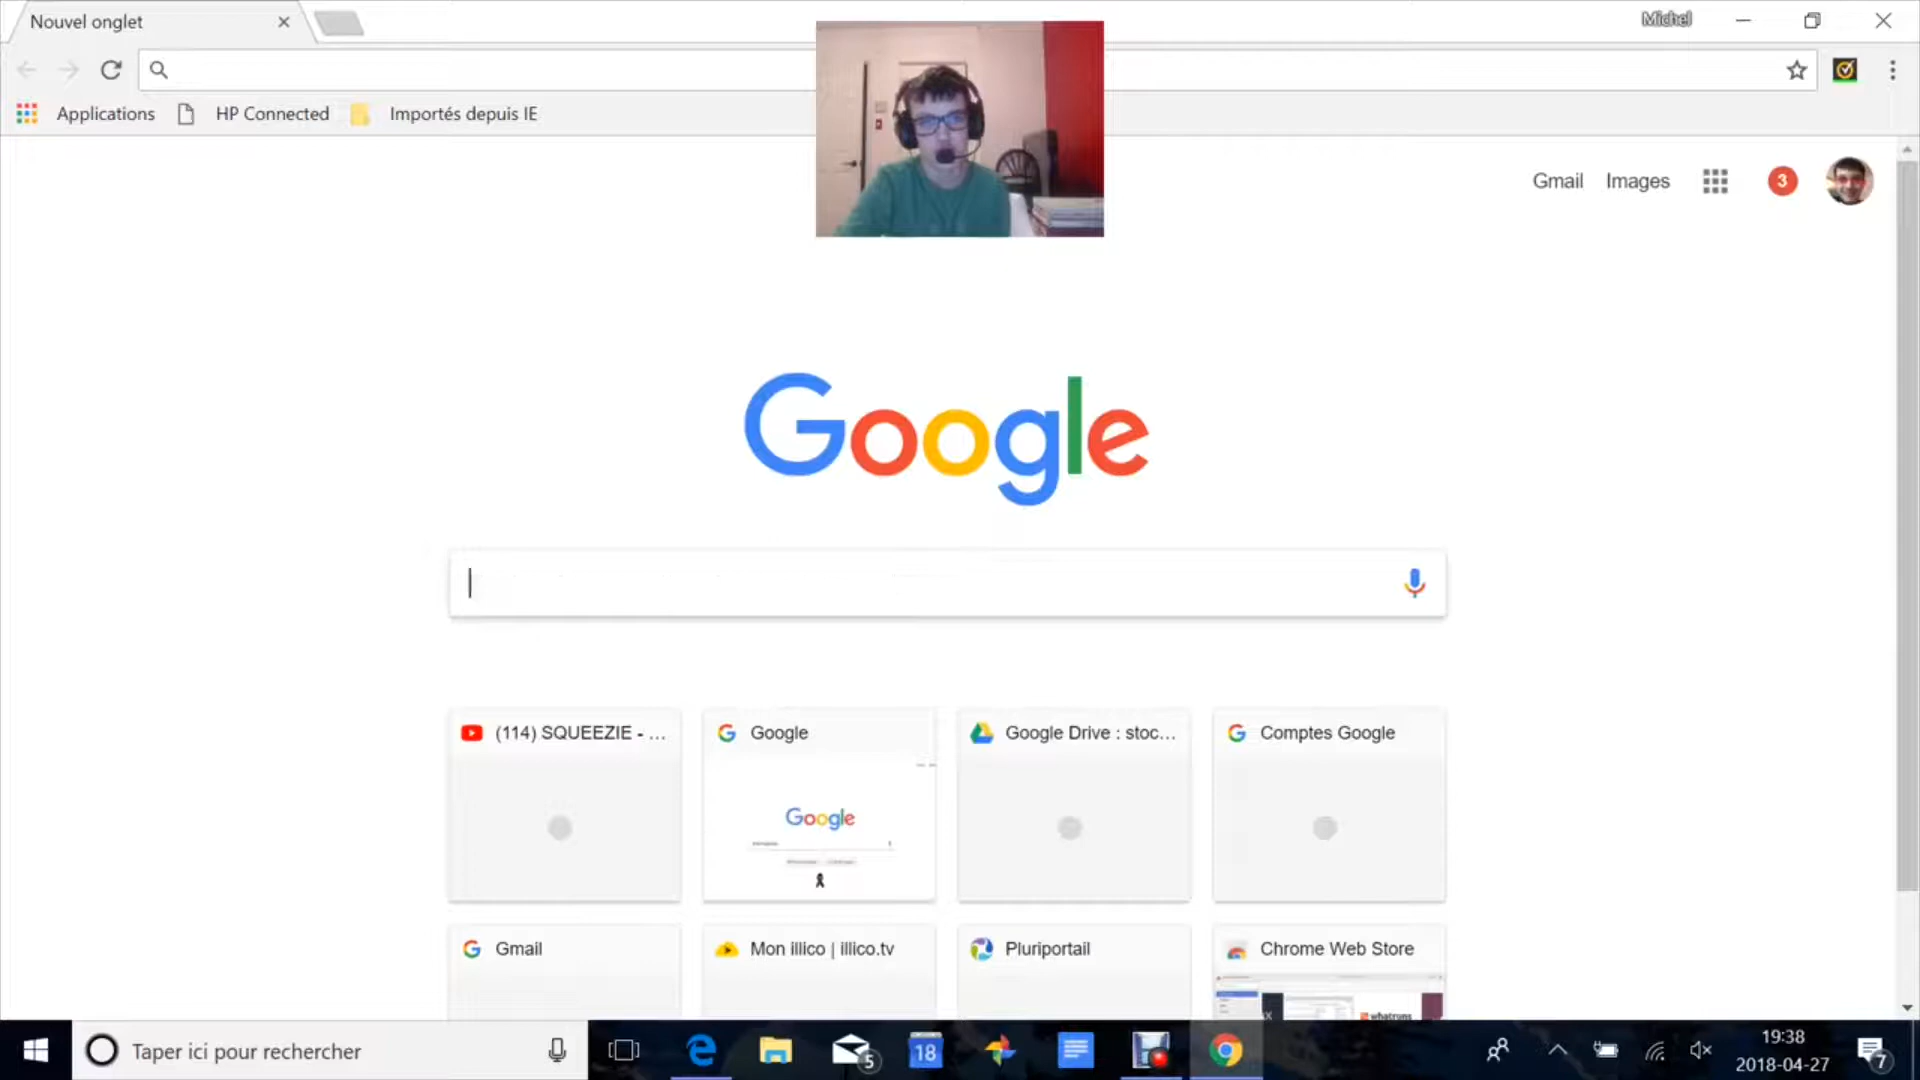 Nouvel onglet
Michel
Applications
HP Connected
Importés depuis IE
Gmail
Images
3
Google
(114) SQUEEZIE - ...
Google
Google Drive : stoc...
Comptes Google
Google
Gmail
Mon illico | illico.tv
Pluriportail
Chrome Web Store
whatruns
Taper ici pour rechercher
5
18
19:38
2018-04-27
7